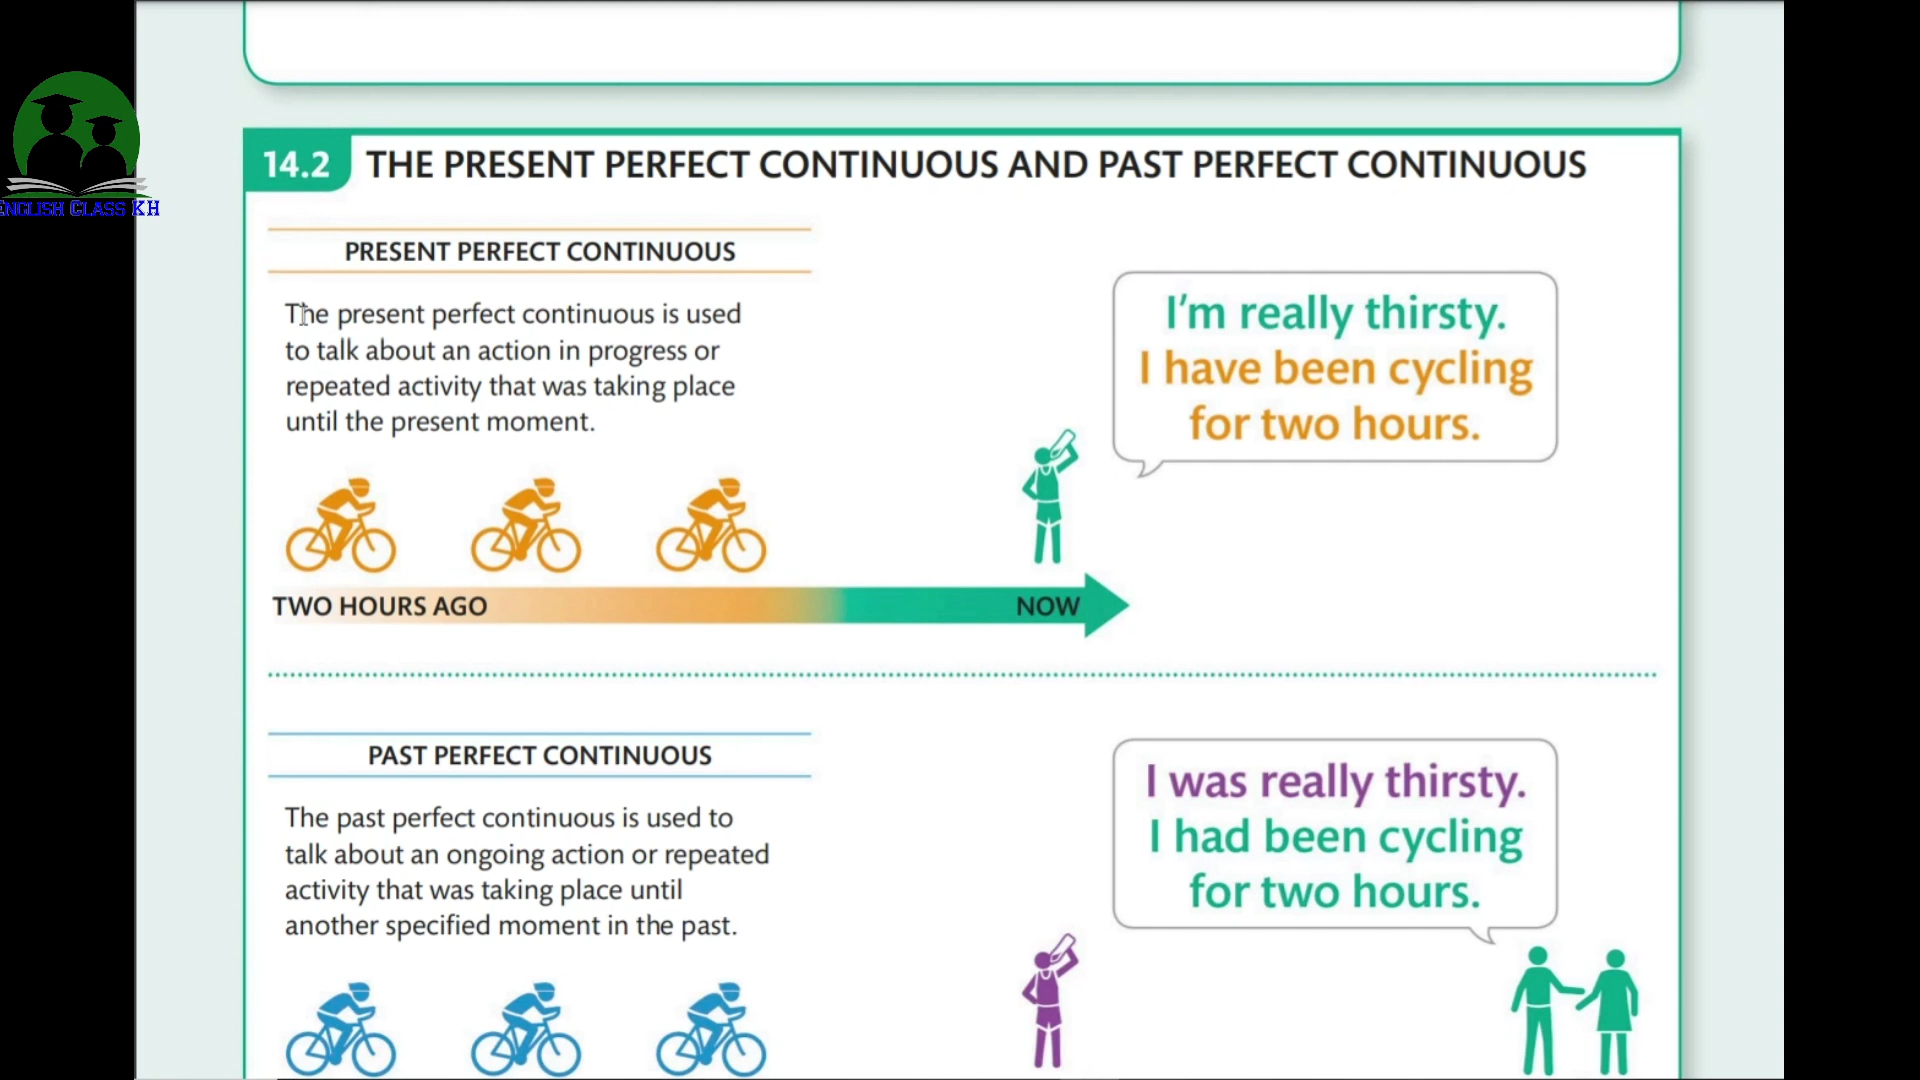 ENGLISH CLASS KH
14.2 THE PRESENT PERFECT CONTINUOUS AND PAST PERFECT CONTINUOUS
PRESENT PERFECT CONTINUOUS
The present perfect continuous is used
to talk about an action in progress or
repeated activity that was taking place
until the present moment.
I'm really thirsty.
I have been cycling
for two hours.
TWO HOURS AGO
NOW
PAST PERFECT CONTINUOUS
The past perfect continuous is used to
talk about an ongoing action or repeated
activity that was taking place until
another specified moment in the past.
I was really thirsty.
I had been cycling
for two hours.